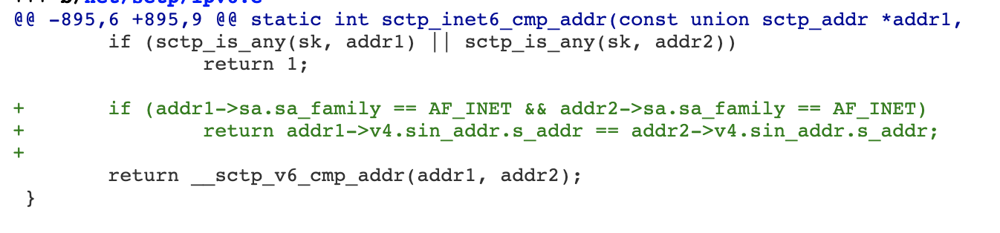 @@ -895,6 +895,9 @@ static int sctp_inet6_cmp_addr(const union sctp_addr *addr1,
        if (sctp_is_any(sk, addr1) || sctp_is_any(sk, addr2))
                return 1;
+       if (addr1->sa.sa_family == AF_INET && addr2->sa.sa_family == AF_INET)
+               return addr1->v4.sin_addr.s_addr == addr2->v4.sin_addr.s_addr;
+
        return __sctp_v6_cmp_addr(addr1, addr2);
 }